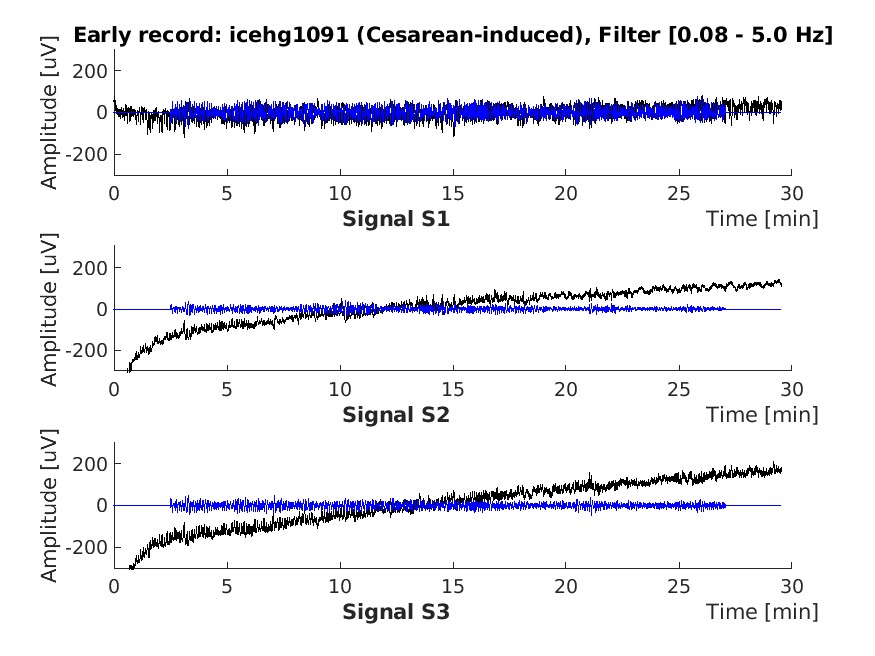 Early record: icehg1091 (Cesarean-induced), Filter [0.08 - 5.0 Hz]
Amplitude [uV]
200
0
-200
0 5 10 15 20 25 30
Signal S1 Time [min]
Amplitude [uV]
200
0
-200
0 5 10 15 20 25 30
Signal S2 Time [min]
Amplitude [uV]
200
0
-200
0 5 10 15 20 25 30
Signal S3 Time [min]